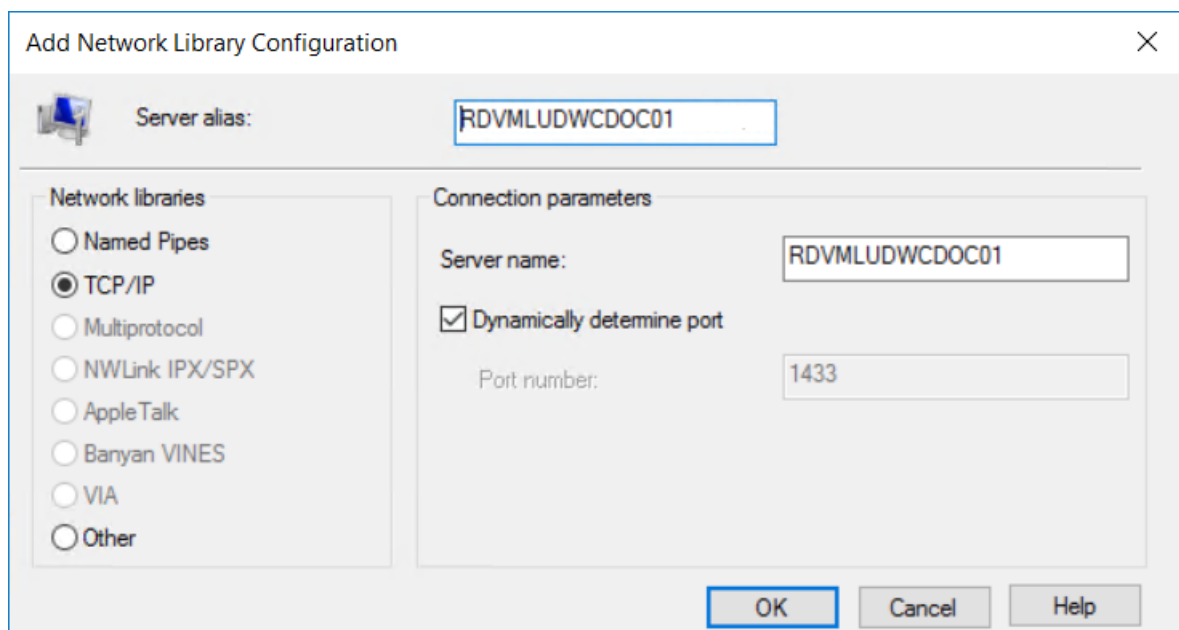 Add Network Library Configuration
Server alias:
RDVMLUDWCDOC01
Network libraries
Named Pipes
TCP/IP
Multiprotocol
NWLink IPX/SPX
AppleTalk
Banyan VINES
VIA
Other
Connection parameters
Server name:
RDVMLUDWCDOC01
Dynamically determine port
Port number:
1433
OK
Cancel
Help